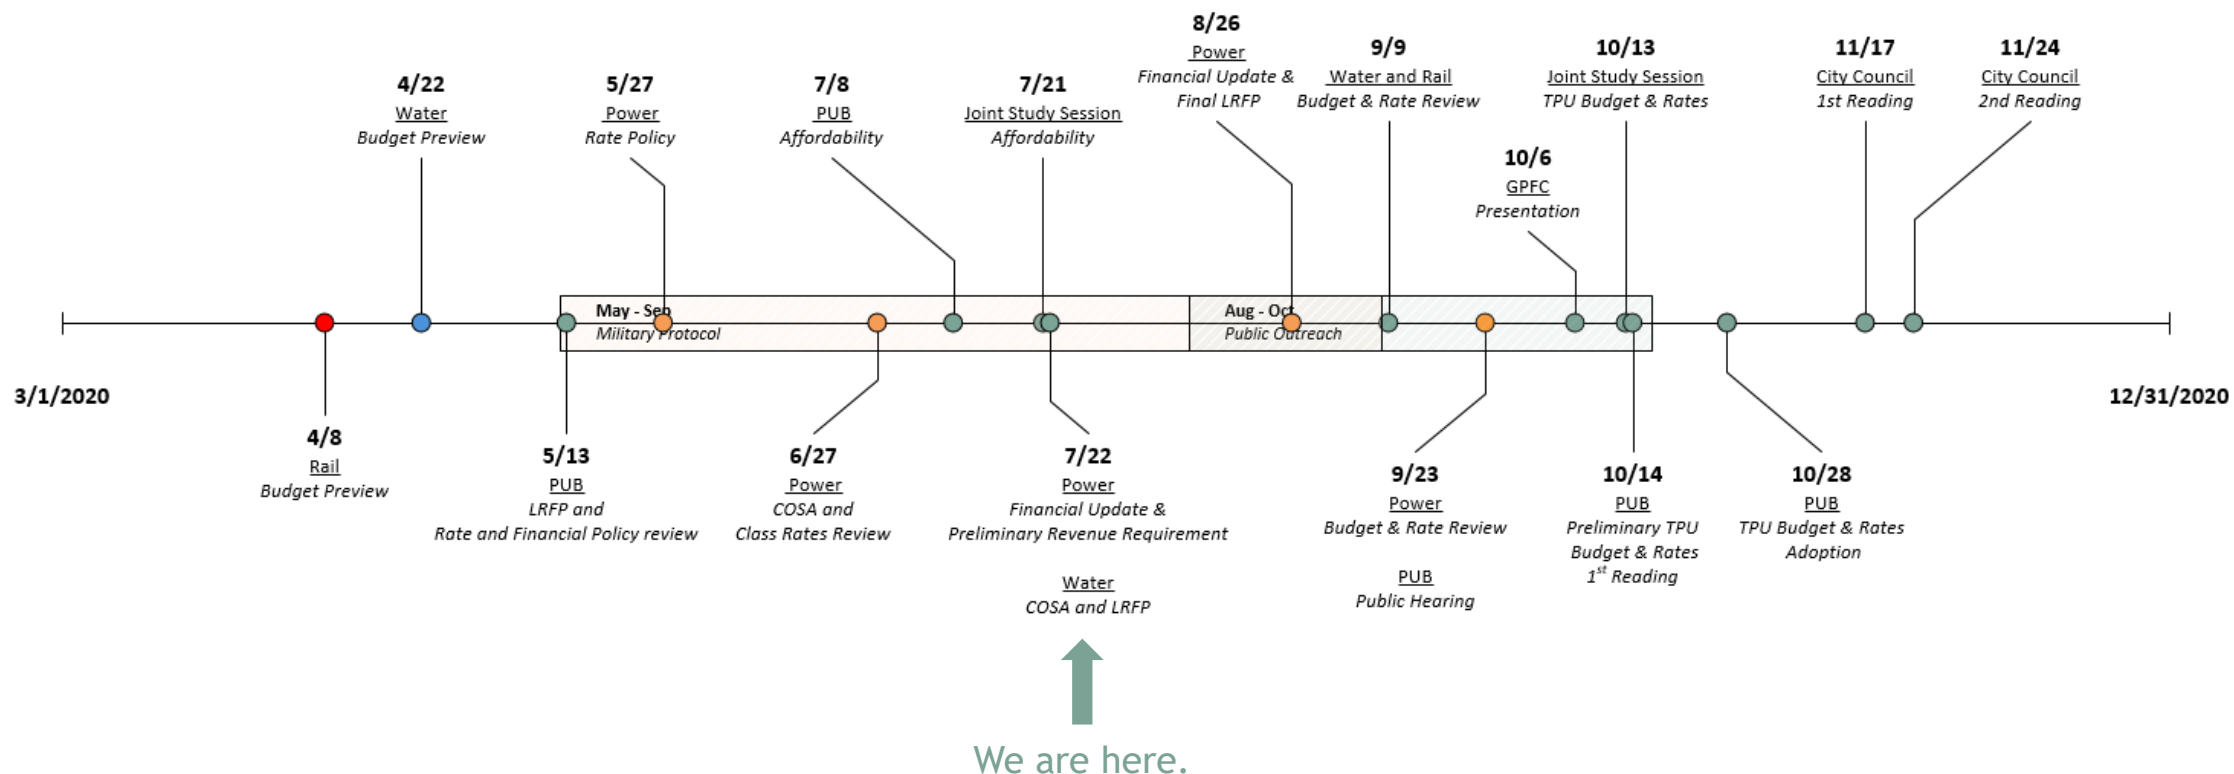 8/26
Power
Financial Update &
Final LRFP
9/9
Water and Rail
Budget & Rate Review
10/13
Joint Study Session
TPU Budget & Rates
11/17
City Council
1st Reading
11/24
City Council
2nd Reading
4/22
Water
Budget Preview
5/27
Power
Rate Policy
7/8
PUB
Affordability
7/21
Joint Study Session
Affordability
10/6
GPFC
Presentation
May - Sep
Military Protocol
Aug - Oct
Public Outreach
3/1/2020
12/31/2020
4/8
Rail
Budget Preview
5/13
PUB
LRFP and
Rate and Financial Policy review
6/27
Power
COSA and
Class Rates Review
7/22
Power
Financial Update &
Preliminary Revenue Requirement
Water
COSA and LRFP
9/23
Power
Budget & Rate Review
PUB
Public Hearing
10/14
PUB
Preliminary TPU
Budget & Rates
1st Reading
10/28
PUB
TPU Budget & Rates
Adoption
We are here.